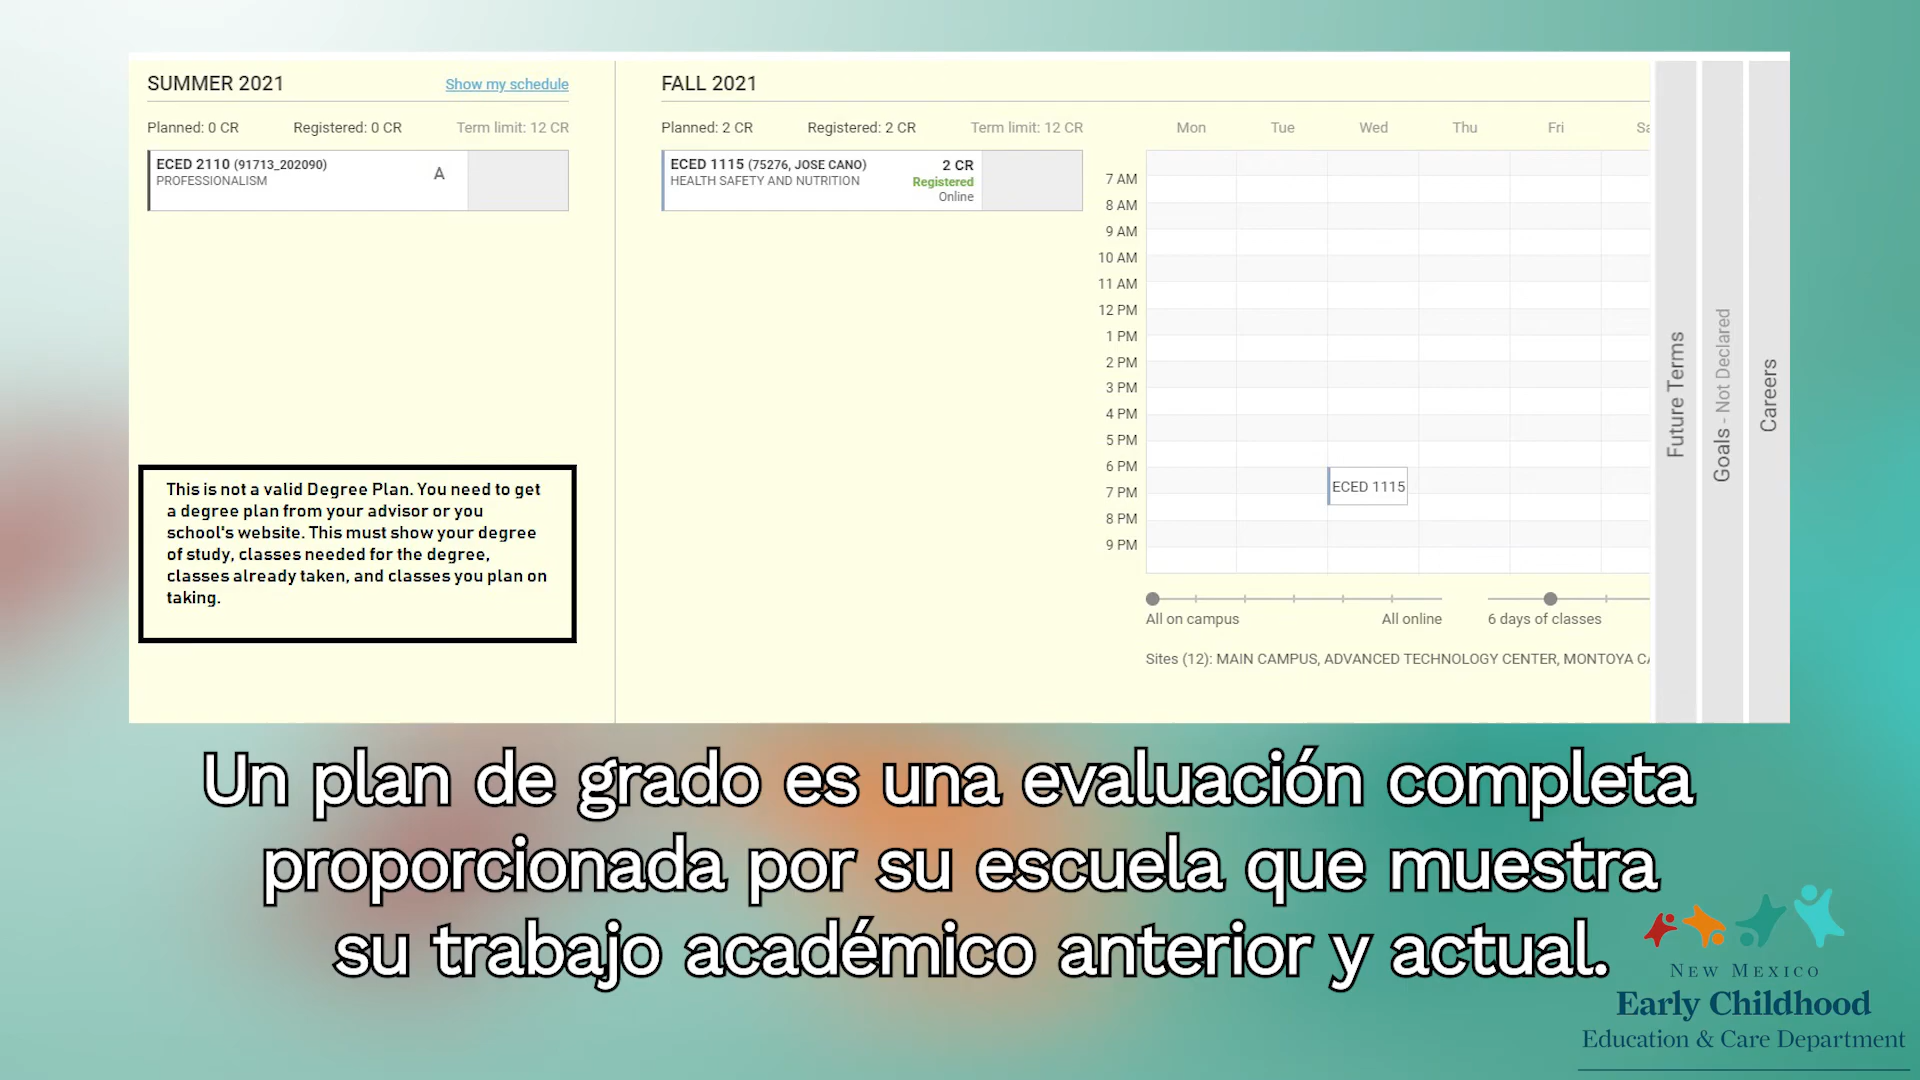 SUMMER 2021
Show my schedule
Planned: 0 CR
Registered: 0 CR
Term limit: 12 CR
ECED 2110 (91713_202090)
PROFESSIONALISM
A
This is not a valid Degree Plan. You need to get
a degree plan from your advisor or you
school's website. This must show your degree
of study, classes needed for the degree,
classes already taken, and classes you plan on
taking.
FALL 2021
Planned: 2 CR
Registered: 2 CR
Term limit: 12 CR
ECED 1115 (75276, JOSE CANO)
HEALTH SAFETY AND NUTRITION
2 CR
Registered
Online
Mon
Tue
Wed
Thu
Fri
7 AM
8 AM
9 AM
10 AM
11 AM
12 PM
1 PM
2 PM
3 PM
4 PM
5 PM
6 PM
7 PM
8 PM
9 PM
ECED 1115
All on campus
All online
6 days of classes
Sites (12): MAIN CAMPUS, ADVANCED TECHNOLOGY CENTER, MONTOYA
Future Terms
Goals - Not Declared
Careers
Un plan de grado es una evaluación completa
proporcionada por su escuela que muestra
su trabajo académico anterior y actual.
NEW MEXICO
Early Childhood
Education & Care Department